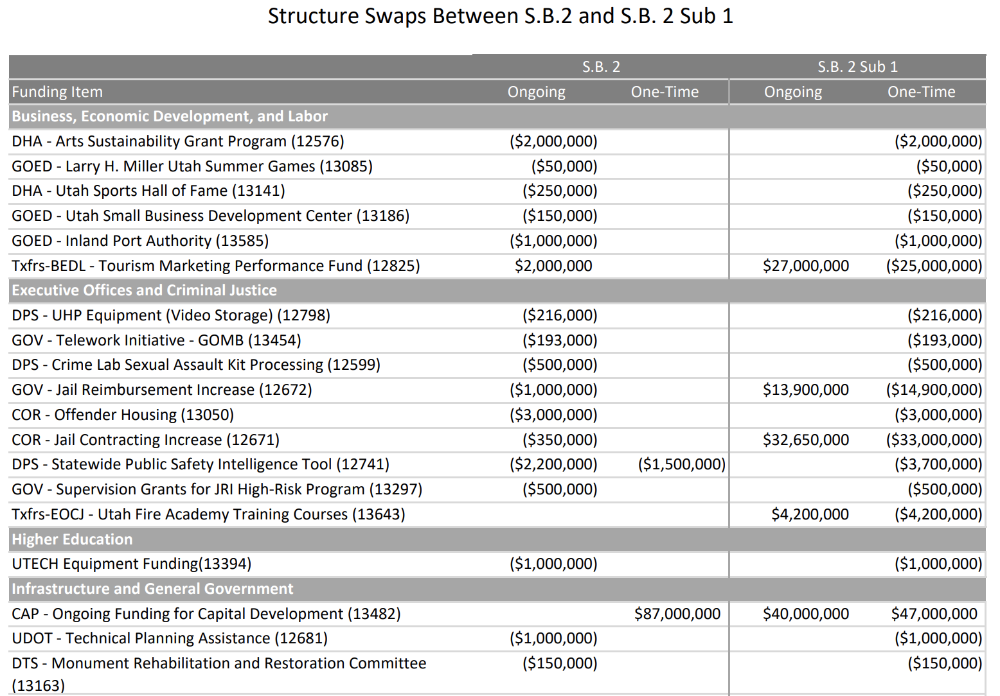 Structure Swaps Between S.B.2 and S.B. 2 Sub 1
S.B. 2 S.B. 2 Sub 1
Funding Item Ongoing One-Time Ongoing One-Time
Business, Economic Development, and Labor
DHA - Arts Sustainability Grant Program (12576) ($2,000,000) ($2,000,000)
GOED - Larry H. Miller Utah Summer Games (13085) ($50,000) ($50,000)
DHA - Utah Sports Hall of Fame (13141) ($250,000) ($250,000)
GOED - Utah Small Business Development Center (13186) ($150,000) ($150,000)
GOED - Inland Port Authority (13585) ($1,000,000) ($1,000,000)
Txfrs-BEDL - Tourism Marketing Performance Fund (12825) $2,000,000 $27,000,000 ($25,000,000)
Executive Offices and Criminal Justice
DPS - UHP Equipment (Video Storage) (12798) ($216,000) ($216,000)
GOV - Telework Initiative - GOMB (13454) ($193,000) ($193,000)
DPS - Crime Lab Sexual Assault Kit Processing (12599) ($500,000) ($500,000)
GOV - Jail Reimbursement Increase (12672) ($1,000,000) $13,900,000 ($14,900,000)
COR - Offender Housing (13050) ($3,000,000) ($3,000,000)
COR - Jail Contracting Increase (12671) ($350,000) $32,650,000 ($33,000,000)
DPS - Statewide Public Safety Intelligence Tool (12741) ($2,200,000) ($1,500,000) ($3,700,000)
GOV - Supervision Grants for JRI High-Risk Program (13297) ($500,000) ($500,000)
Txfrs-EOCJ - Utah Fire Academy Training Courses (13643) $4,200,000 ($4,200,000)
Higher Education
UTECH Equipment Funding(13394) ($1,000,000) ($1,000,000)
Infrastructure and General Government
CAP - Ongoing Funding for Capital Development (13482) $87,000,000 $40,000,000 $47,000,000
UDOT - Technical Planning Assistance (12681) ($1,000,000) ($1,000,000)
DTS - Monument Rehabilitation and Restoration Committee ($150,000) ($150,000)
(13163)